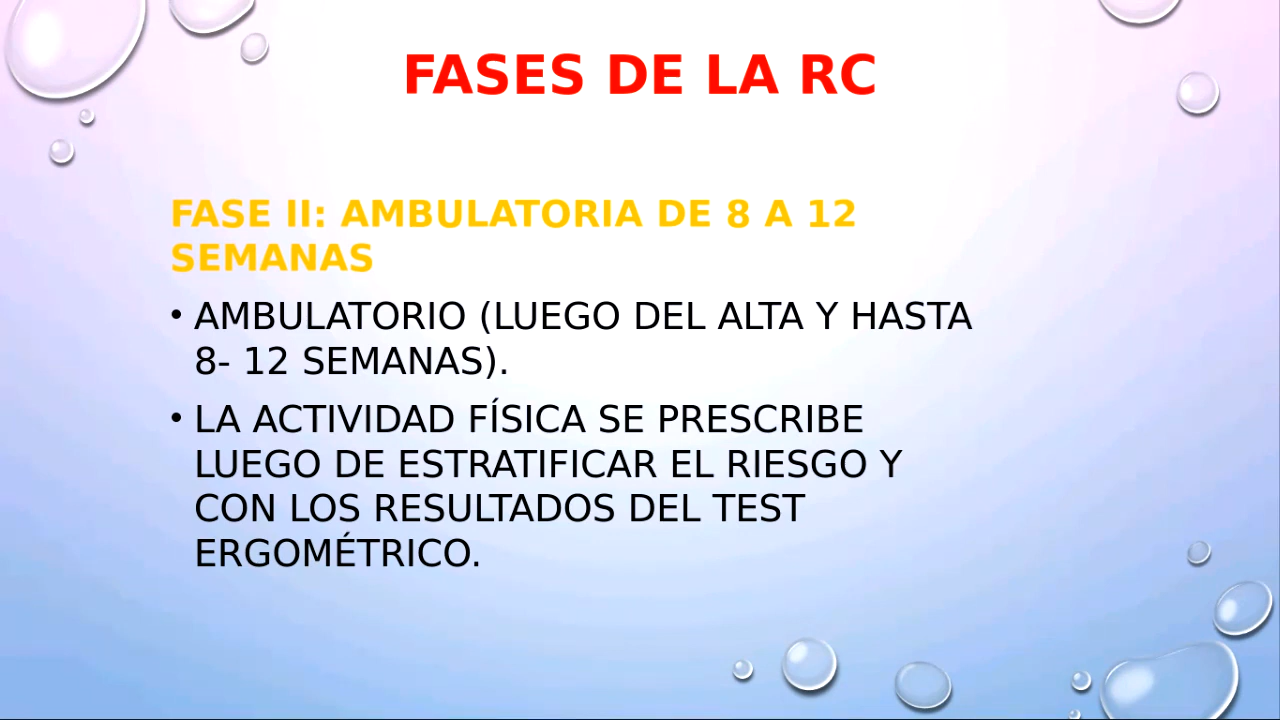 FASES DE LA RC
FASE II: AMBULATORIA DE 8 A 12
SEMANAS
• AMBULATORIO (LUEGO DEL ALTA Y HASTA
8- 12 SEMANAS).
• LA ACTIVIDAD FÍSICA SE PRESCRIBE
LUEGO DE ESTRATIFICAR EL RIESGO Y
CON LOS RESULTADOS DEL TEST
ERGOMÉTRICO.